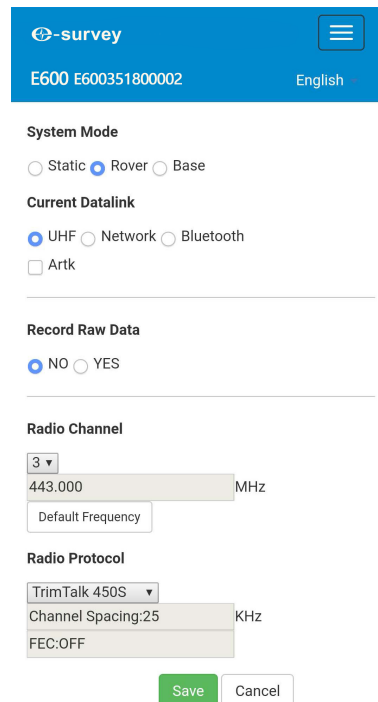 e-survey
E600 E600351800002
English
System Mode
Static Rover Base
Current Datalink
UHF Network Bluetooth
Artk
Record Raw Data
NO YES
Radio Channel
3
443.000 MHz
Default Frequency
Radio Protocol
TrimTalk 450S
Channel Spacing:25 KHz
FEC:OFF
Save Cancel